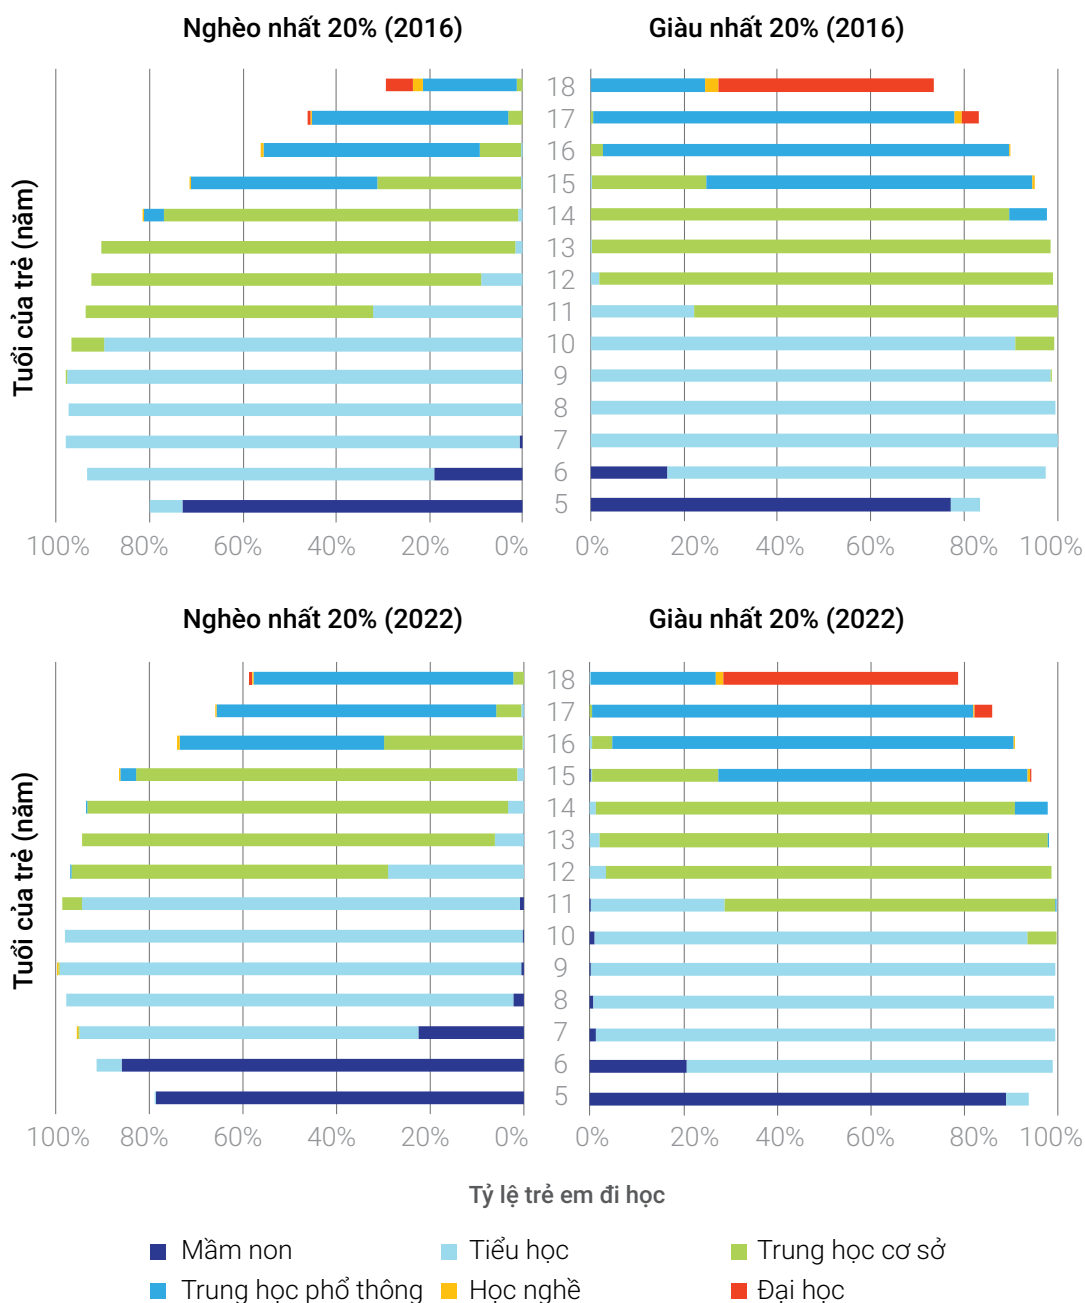 Nghèo nhất 20% (2016)
Giàu nhất 20% (2016)
Tuổi của trẻ (năm)
18
17
16
15
14
13
12
11
10
9
8
7
6
5
100% 80% 60% 40% 20% 0%
0% 20% 40% 60% 80% 100%
Nghèo nhất 20% (2022)
Giàu nhất 20% (2022)
Tuổi của trẻ (năm)
18
17
16
15
14
13
12
11
10
9
8
7
6
5
100% 80% 60% 40% 20% 0%
0% 20% 40% 60% 80% 100%
Tỷ lệ trẻ em đi học
Mầm non
Tiểu học
Trung học cơ sở
Trung học phổ thông
Học nghề
Đại học